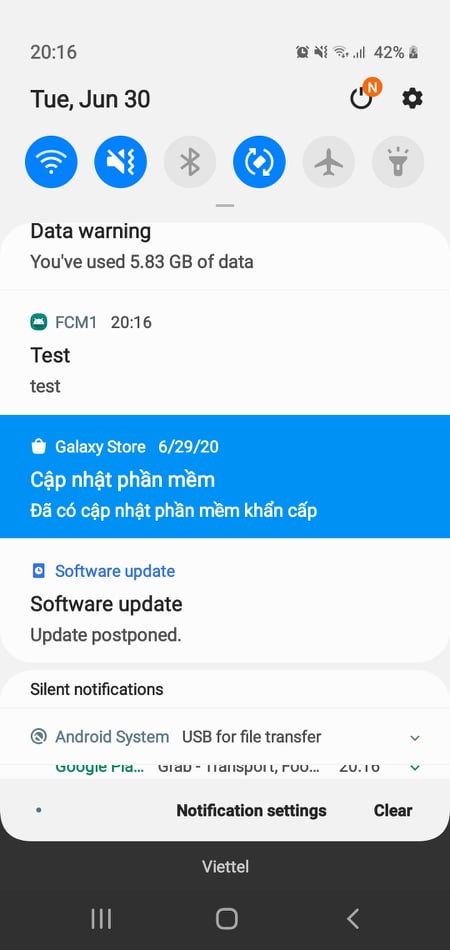 20:16
42%
Tue, Jun 30
N
Data warning
You've used 5.83 GB of data
FCM1 20:16
Test
test
Galaxy Store 6/29/20
Cập nhật phần mềm
Đã có cập nhật phần mềm khẩn cấp
Software update
Software update
Update postponed.
Silent notifications
Android System USB for file transfer
Google Pla... Grab - Transport, Foo... 20:16
Notification settings Clear
Viettel